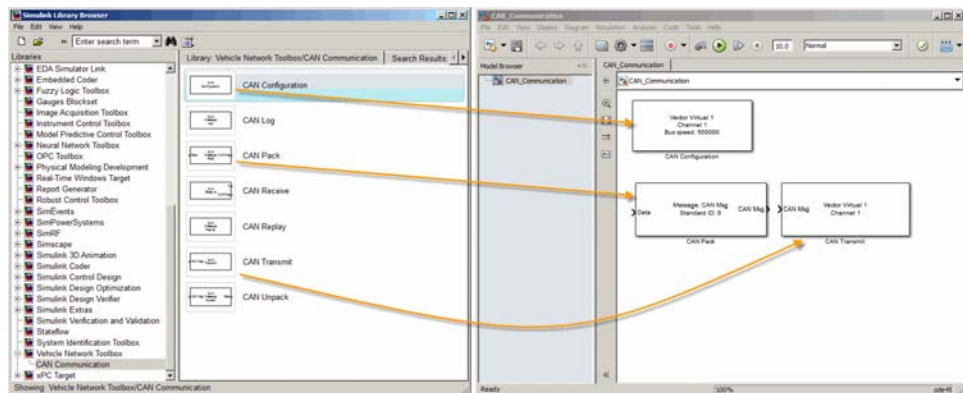 Simulink Library Browser
File Edit View Help
Enter search term
Libraries
EDA Simulator Link
Embedded Coder
Fuzzy Logic Toolbox
Gauges Blockset
Image Acquisition Toolbox
Instrument Control Toolbox
Model Predictive Control Toolbox
Neural Network Toolbox
OPC Toolbox
Physical Modeling Development
Real-Time Windows Target
Report Generator
Robust Control Toolbox
SimEvents
SimPowerSystems
SimRF
Simscape
Simulink 3D Animation
Simulink Coder
Simulink Control Design
Simulink Design Optimization
Simulink Design Verifier
Simulink Extras
Simulink Verification and Validation
Stateflow
System Identification Toolbox
Vehicle Network Toolbox
CAN Communication
xPC Target
Showing: Vehicle Network Toolbox/CAN Communication
Library: Vehicle Network Toolbox/CAN Communication
Search Results:
CAN Configuration
CAN Log
CAN Pack
CAN Receive
CAN Replay
CAN Transmit
CAN Unpack
CAN_Communication
File Edit View Display Diagram Simulation Analysis Code Tools Help
10.0
Normal
Model Browser
CAN_Communication
CAN_Communication
CAN_Communication
Vector Virtual 1
Channel 1
Bus speed: 500000
CAN Configuration
Data
Message: CAN Msg
Standard ID: 0
CAN Msg
CAN Pack
CAN Msg
Vector Virtual 1
Channel 1
CAN Transmit
Ready
100%
ode45